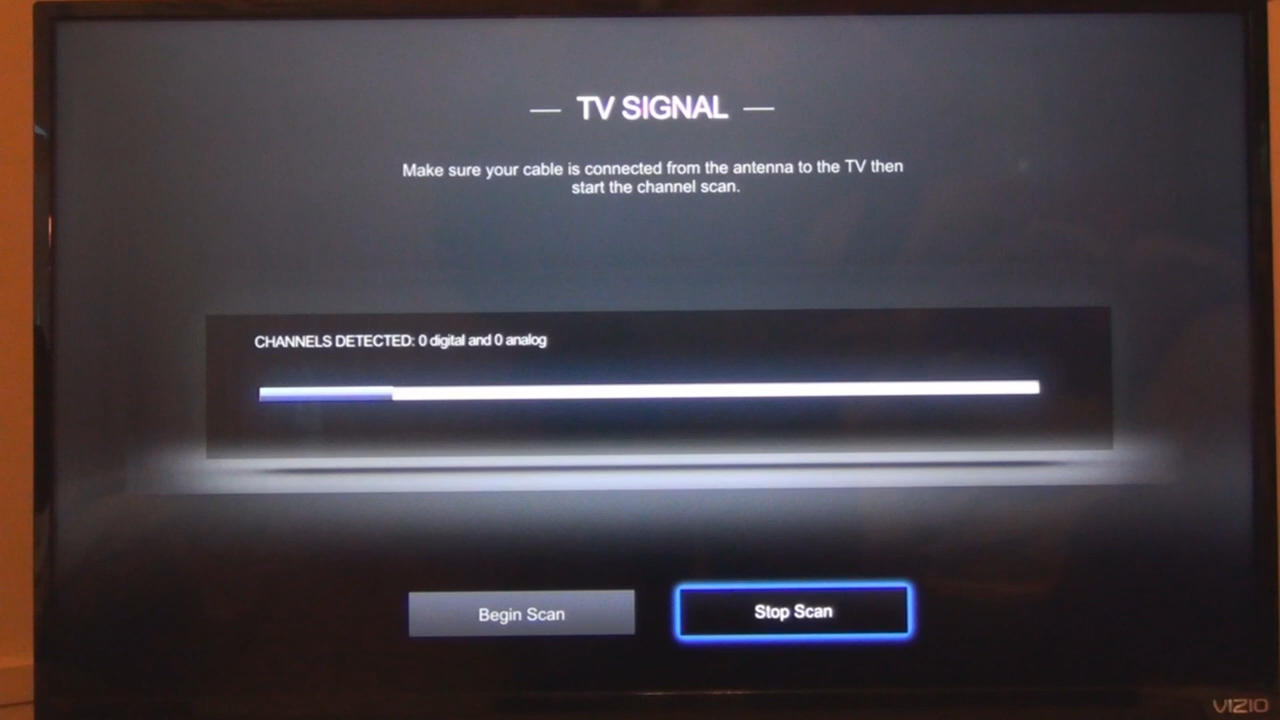 TV SIGNAL
Make sure your cable is connected from the antenna to the TV then
start the channel scan.
CHANNELS DETECTED: 0 digital and 0 analog
Begin Scan
Stop Scan
VIZIO